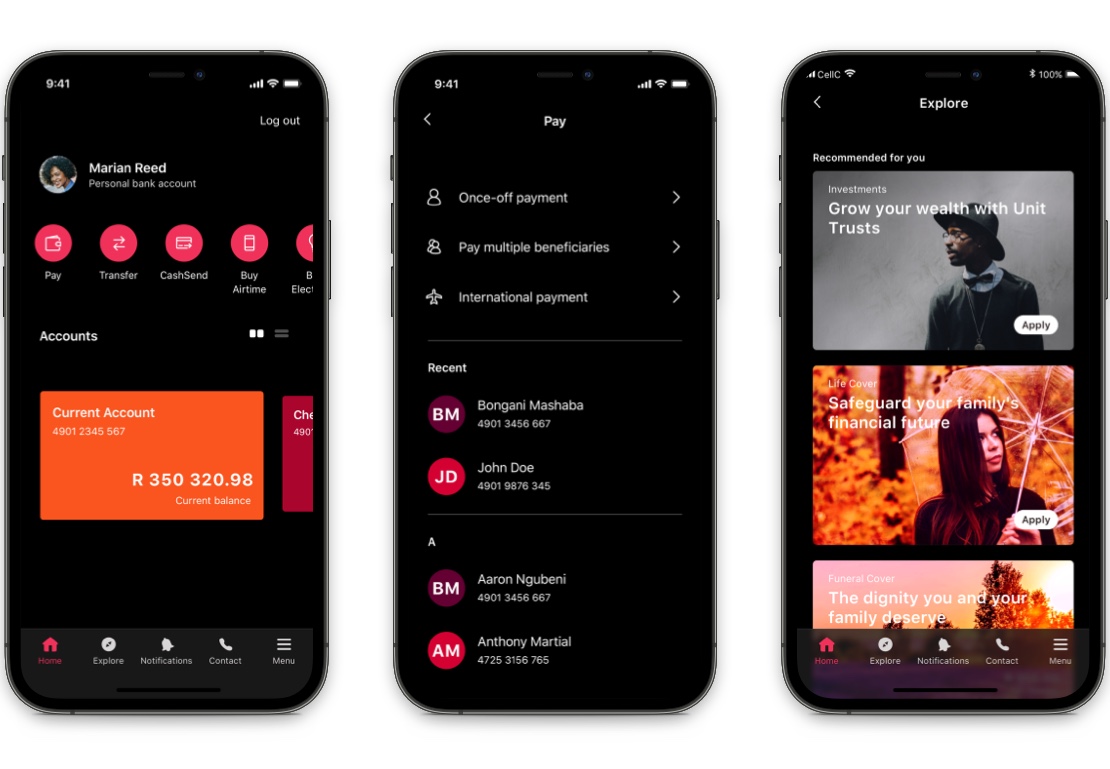 9:41
Log out
Marian Reed
Personal bank account
Pay
Transfer
CashSend
Buy
Airtime
B
Elect
Accounts
Current Account
4901 2345 567
R 350 320.98
Current balance
Che
490
Home
Explore
Notifications
Contact
Menu
9:41
Pay
Once-off payment
Pay multiple beneficiaries
International payment
Recent
BM
Bongani Mashaba
4901 3456 667
JD
John Doe
4901 9876 345
A
BM
Aaron Ngubeni
4901 3456 667
AM
Anthony Martial
4725 3156 765
CellC
100%
Explore
Recommended for you
Investments
Grow your wealth with Unit
Trusts
Apply
Life Cover
Safeguard your family's
financial future
Apply
Funeral Cover
The dignity you and your
family deserve
Home
Explore
Notifications
Contact
Menu